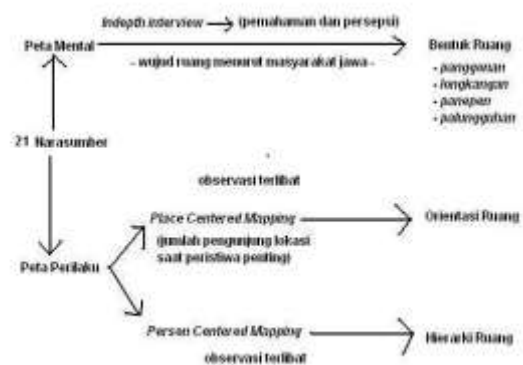 Indepth interview (pemahaman dan persepsi)
Peta Mental
Bentuk Ruang
- wujud ruang menurut masyarakat jawa -
- panggonan
- longkangan
- panepen
- palungguhan
21 Narasumber
observasi terlibat
Place Centered Mapping
Orientasi Ruang
(jumlah pengunjung lokasi
saat peristiwa penting)
Peta Perilaku
Person Centered Mapping
Hierarki Ruang
observasi terlibat